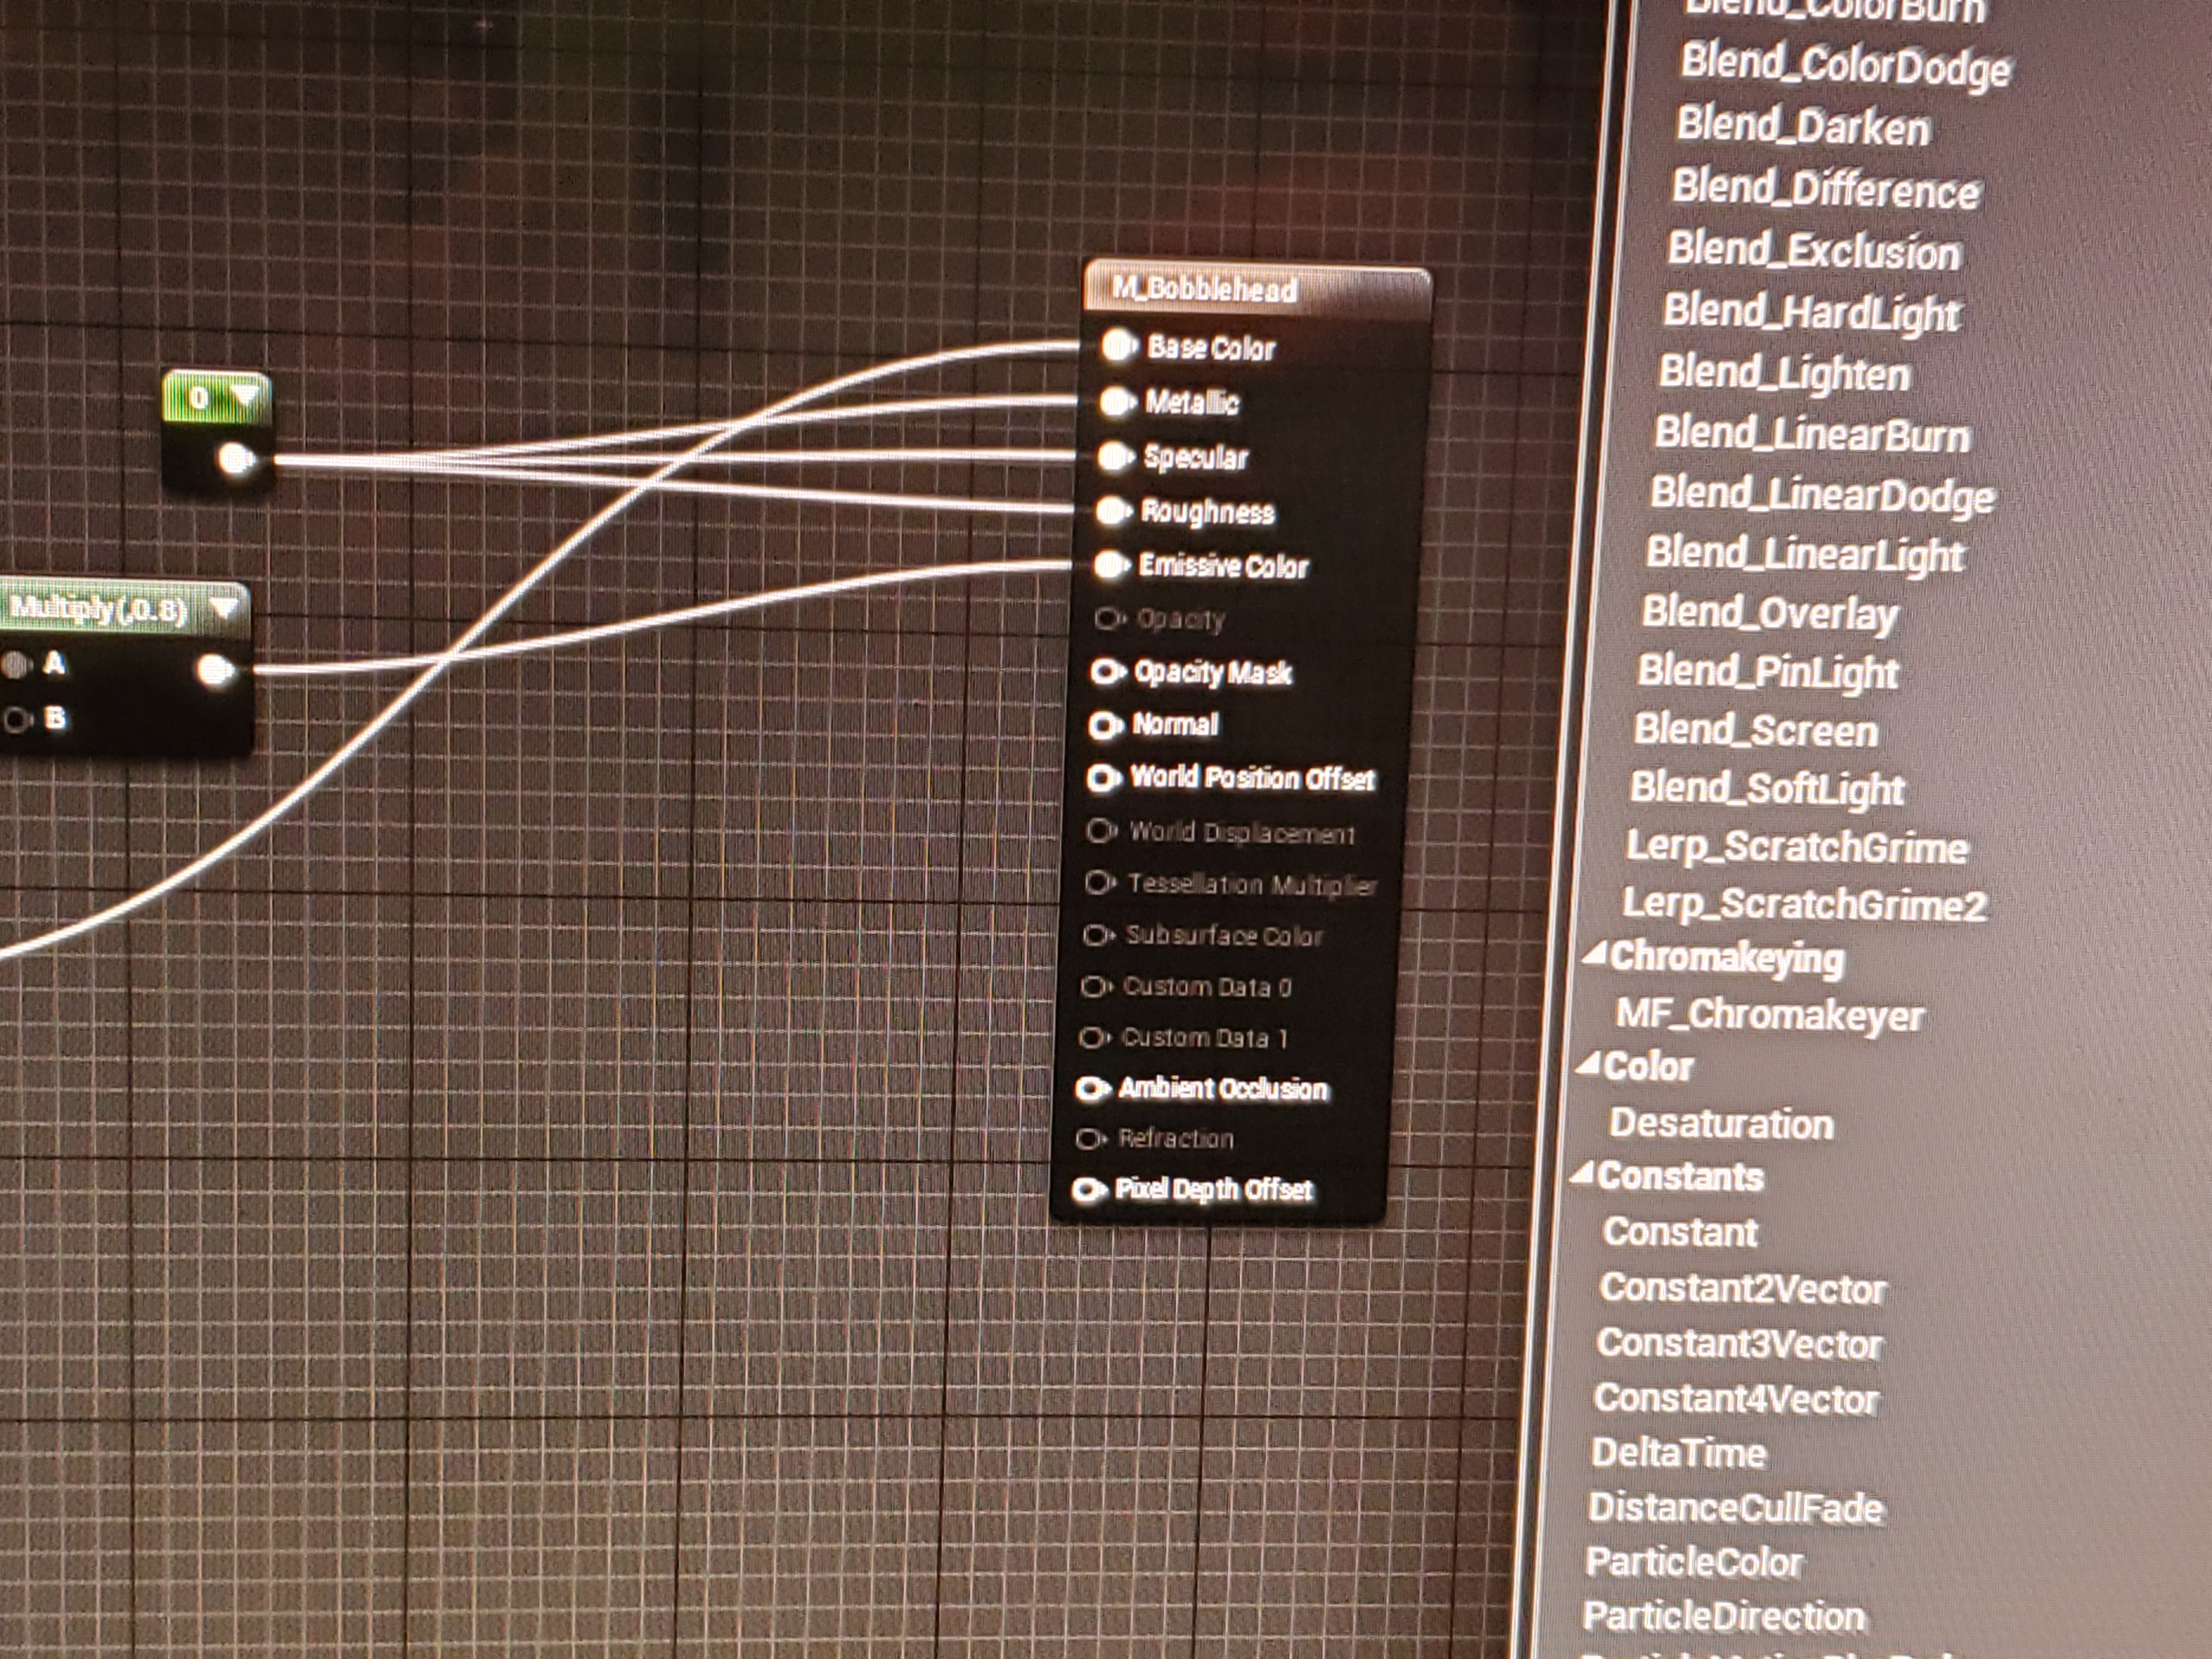 0
Multiply(,0.8)
A
B
M_Bobblehead
Base Color
Metallic
Specular
Roughness
Emissive Color
Opacity
Opacity Mask
Normal
World Position Offset
World Displacement
Tessellation Multiplier
Subsurface Color
Custom Data 0
Custom Data 1
Ambient Occlusion
Refraction
Pixel Depth Offset
Blend_ColorBurn
Blend_ColorDodge
Blend_Darken
Blend_Difference
Blend_Exclusion
Blend_HardLight
Blend_Lighten
Blend_LinearBurn
Blend_LinearDodge
Blend_LinearLight
Blend_Overlay
Blend_PinLight
Blend_Screen
Blend_SoftLight
Lerp_ScratchGrime
Lerp_ScratchGrime2
Chromakeying
MF_Chromakeyer
Color
Desaturation
Constants
Constant
Constant2Vector
Constant3Vector
Constant4Vector
DeltaTime
DistanceCullFade
ParticleColor
ParticleDirection